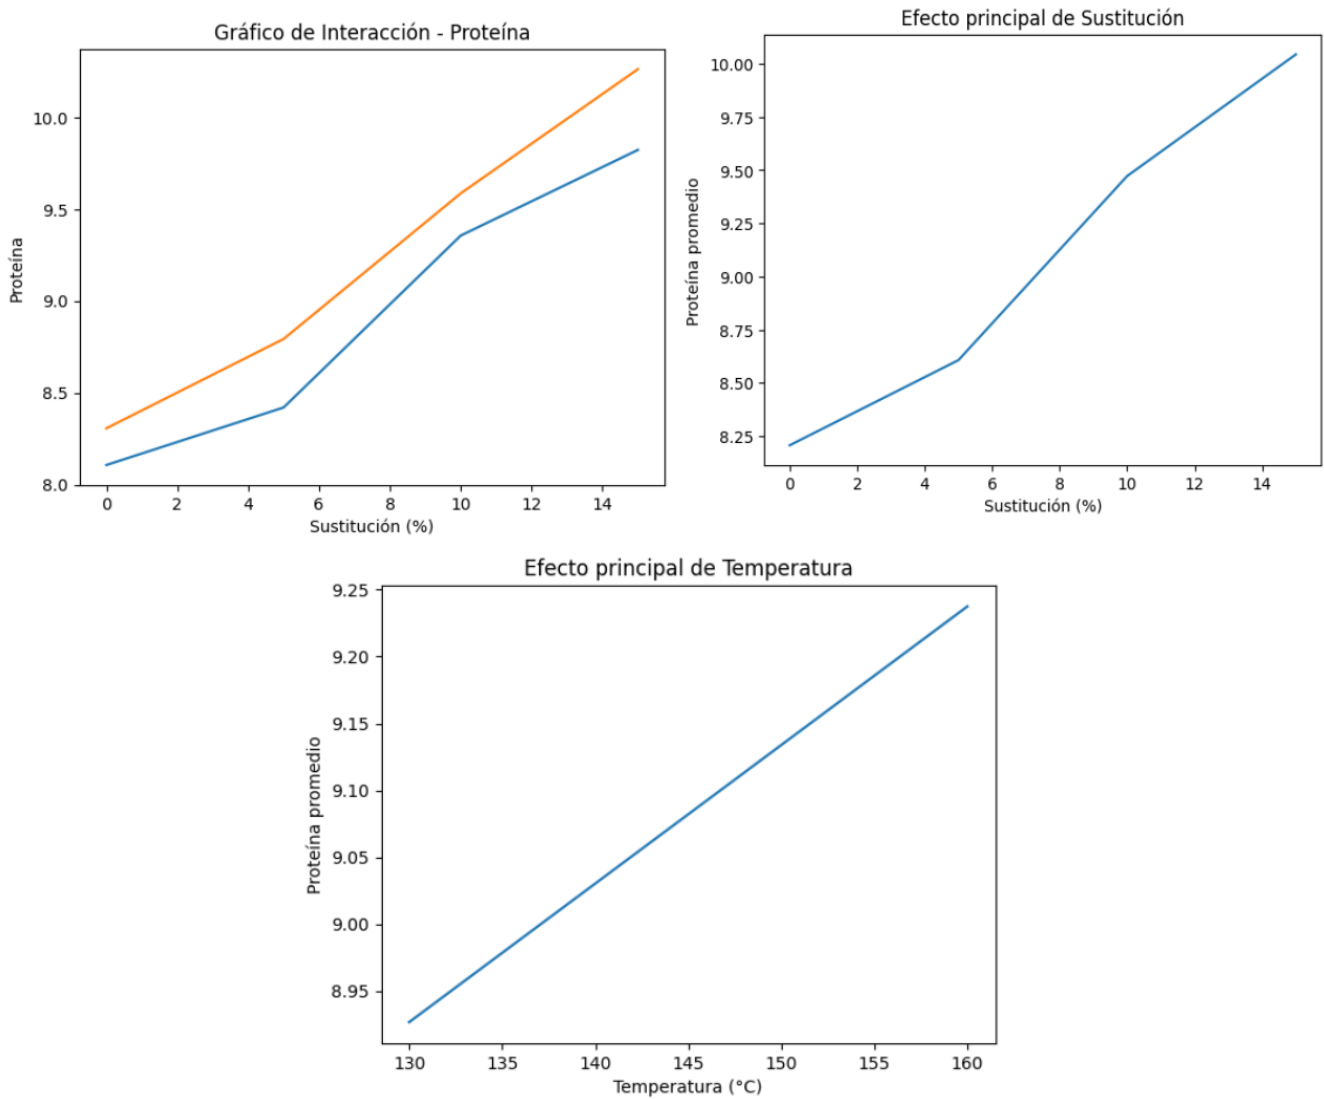 Gráfico de Interacción - Proteína
10.0
9.5
9.0
8.5
8.0
Proteína
0 2 4 6 8 10 12 14
Sustitución (%)
Efecto principal de Sustitución
10.00
9.75
9.50
9.25
9.00
8.75
8.50
8.25
Proteína promedio
0 2 4 6 8 10 12 14
Sustitución (%)
Efecto principal de Temperatura
9.25
9.20
9.15
9.10
9.05
9.00
8.95
Proteína promedio
130 135 140 145 150 155 160
Temperatura (°C)